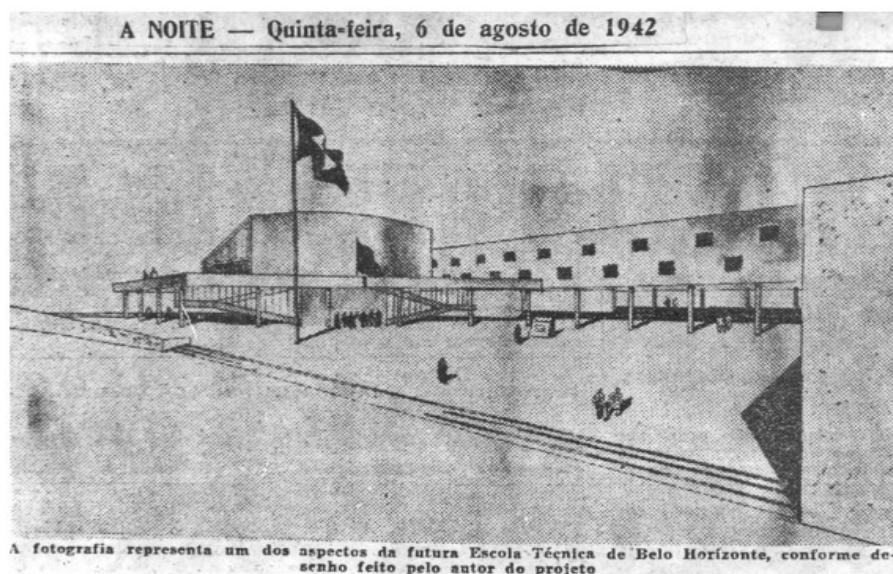 A NOITE — Quinta-feira, 6 de agosto de 1942
A fotografia representa um dos aspectos da futura Escola Técnica de Belo Horizonte, conforme de-
senho feito pelo autor do projeto